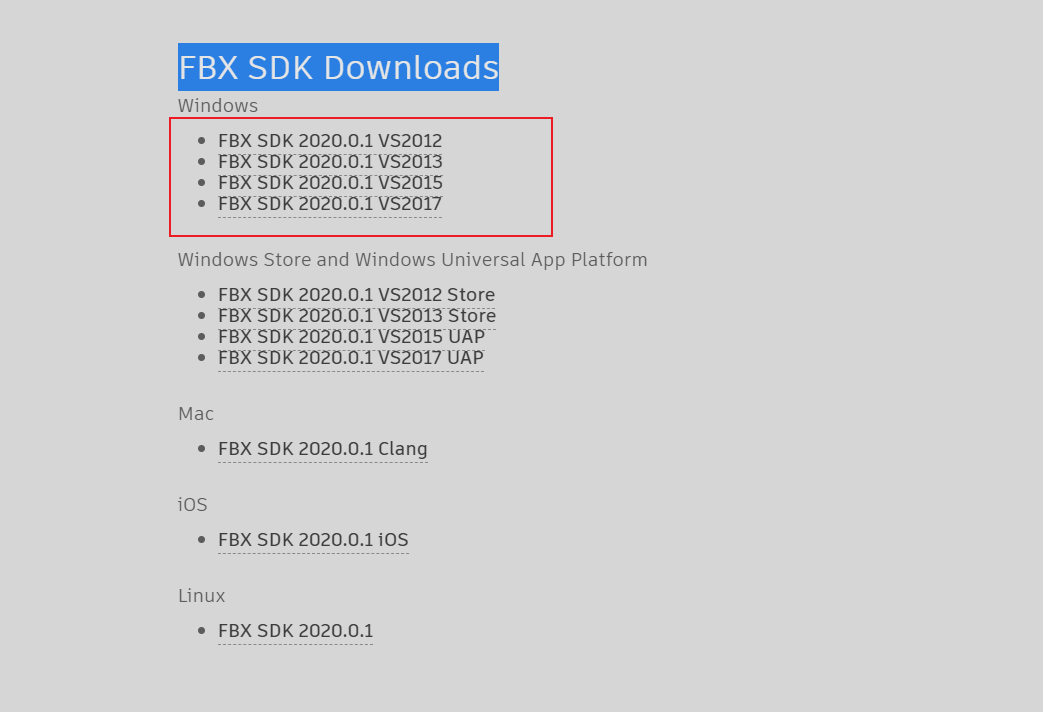 FBX SDK Downloads
Windows
FBX SDK 2020.0.1 VS2012
FBX SDK 2020.0.1 VS2013
FBX SDK 2020.0.1 VS2015
FBX SDK 2020.0.1 VS2017
Windows Store and Windows Universal App Platform
FBX SDK 2020.0.1 VS2012 Store
FBX SDK 2020.0.1 VS2013 Store
FBX SDK 2020.0.1 VS2015 UAP
FBX SDK 2020.0.1 VS2017 UAP
Mac
FBX SDK 2020.0.1 Clang
iOS
FBX SDK 2020.0.1 iOS
Linux
FBX SDK 2020.0.1